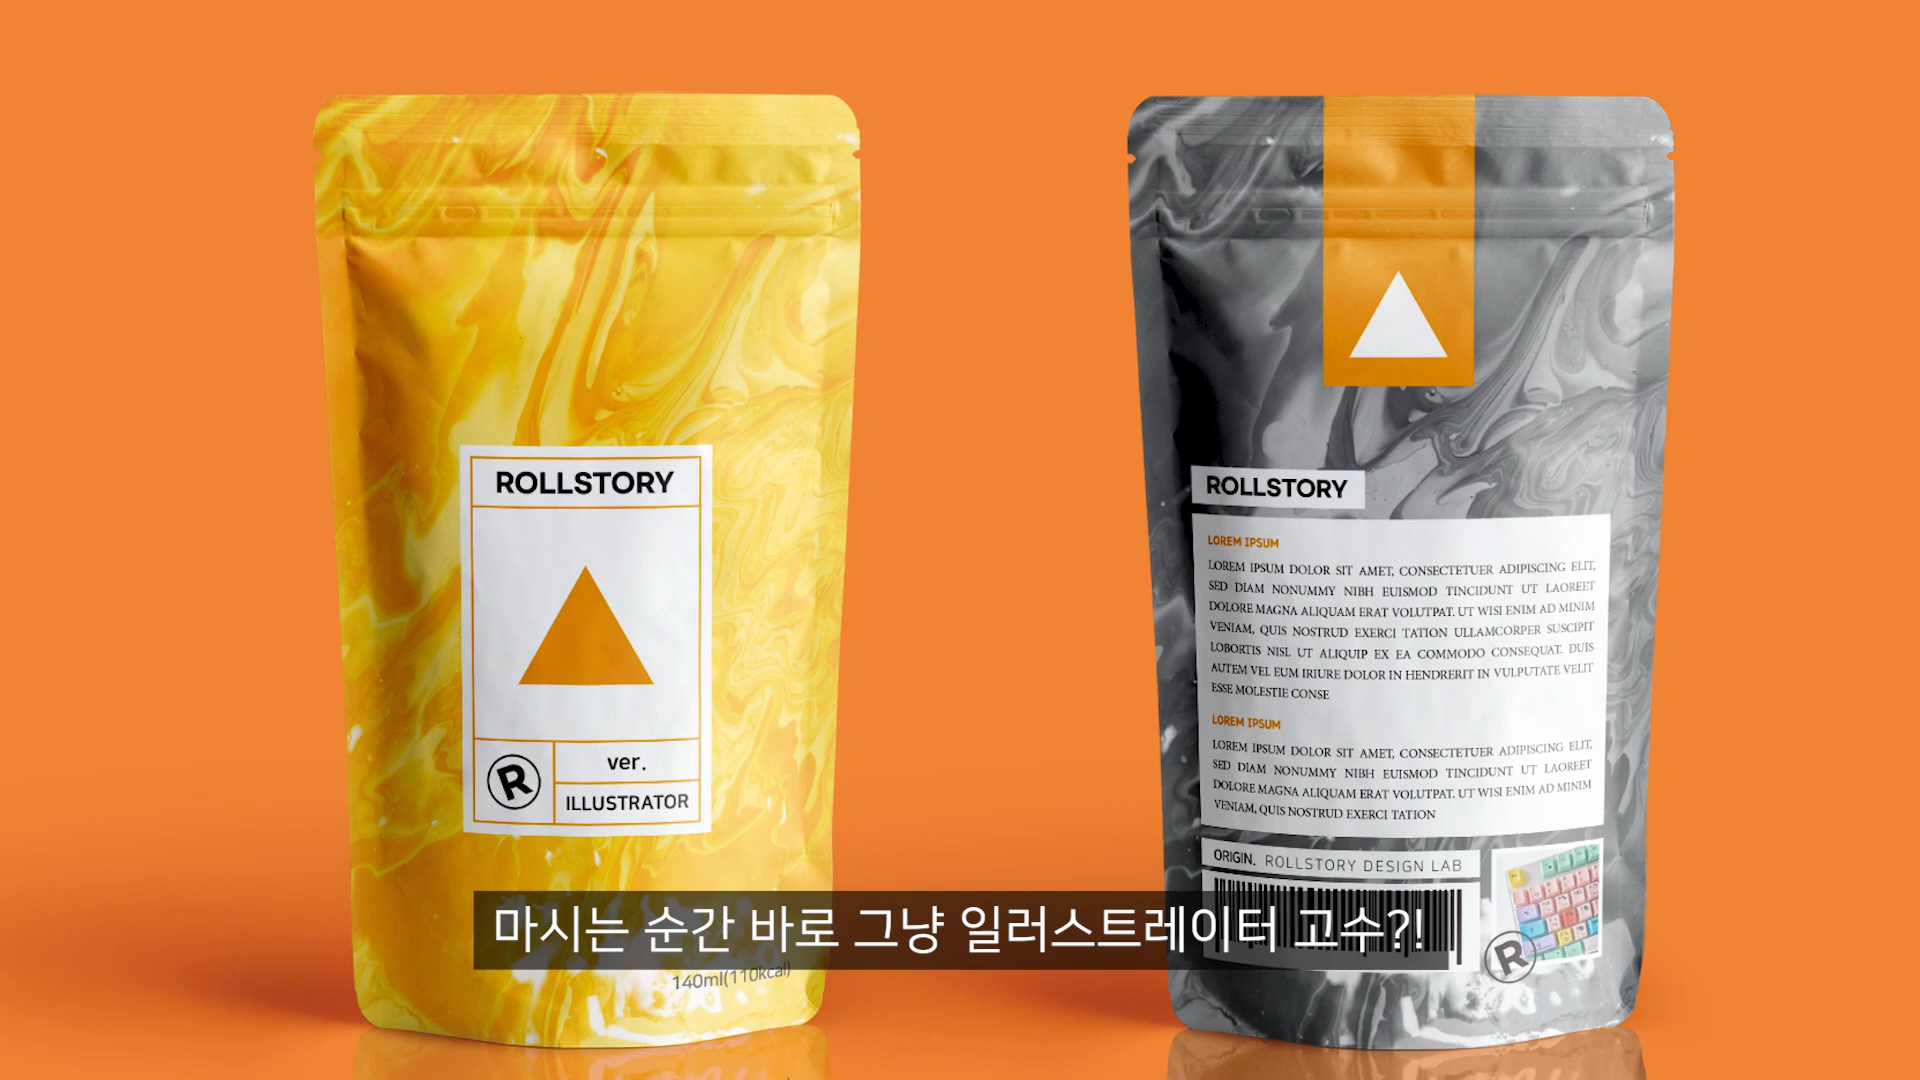 ROLLSTORY
ver.
ILLUSTRATOR
R
140ml(110kcal)
ROLLSTORY
LOREM IPSUM
LOREM IPSUM DOLOR SIT AMET, CONSECTETUER ADIPISCING ELIT,
SED DIAM NONUMMY NIBH EUISMOD TINCIDUNT UT LAOREET
DOLORE MAGNA ALIQUAM ERAT VOLUTPAT. UT WISI ENIM AD MINIM
VENIAM, QUIS NOSTRUD EXERCI TATION ULLAMCORPER SUSCIPIT
LOBORTIS NISL UT ALIQUIP EX EA COMMODO CONSEQUAT. DUIS
AUTEM VEL EUM IRIURE DOLOR IN HENDRERIT IN VULPUTATE VELIT
ESSE MOLESTIE CONSE
LOREM IPSUM
LOREM IPSUM DOLOR SIT AMET, CONSECTETUER ADIPISCING ELIT,
SED DIAM NONUMMY NIBH EUISMOD TINCIDUNT UT LAOREET
DOLORE MAGNA ALIQUAM ERAT VOLUTPAT. UT WISI ENIM AD MINIM
VENIAM, QUIS NOSTRUD EXERCI TATION
ORIGIN. ROLLSTORY DESIGN LAB
R
마시는 순간 바로 그냥 일러스트레이터 고수?!